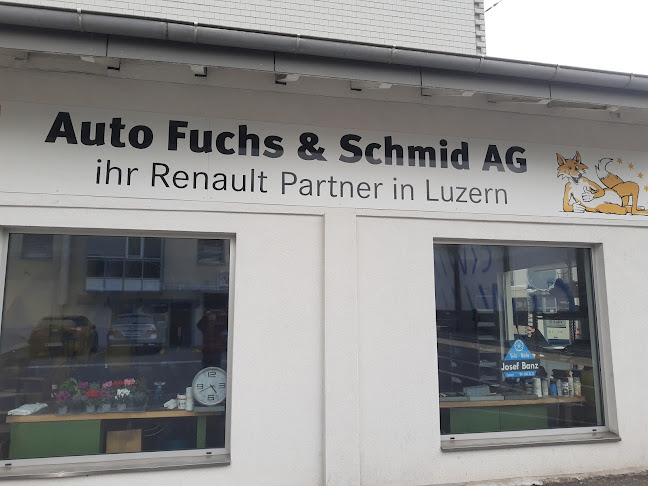 Auto Fuchs & Schmid AG
ihr Renault Partner in Luzern
Josef Banz